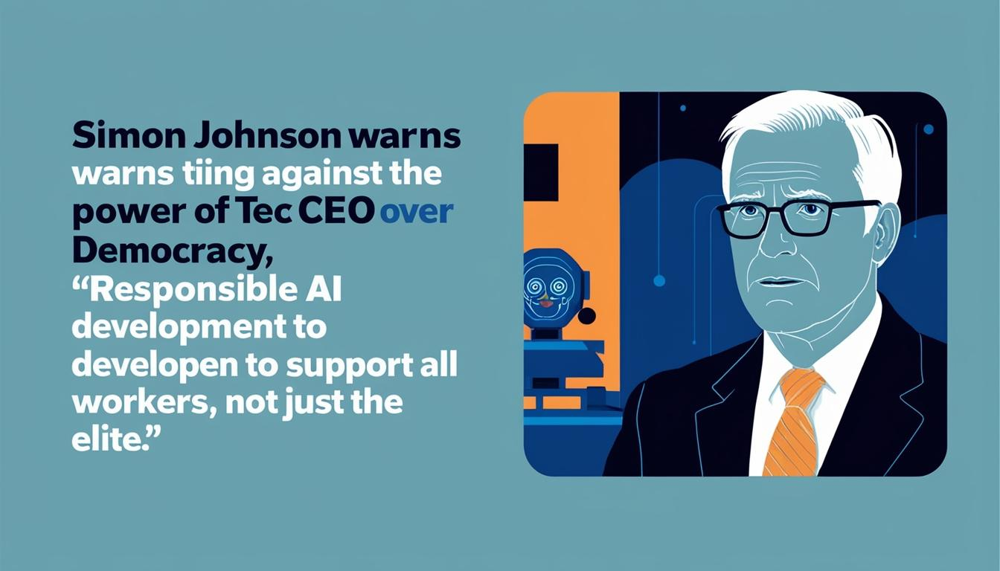 Simon Johnson warns
warns tiing against the
power of Tec CEO over
Democracy,
“Responsible AI
development to
developen to support all
workers, not just the
elite.”